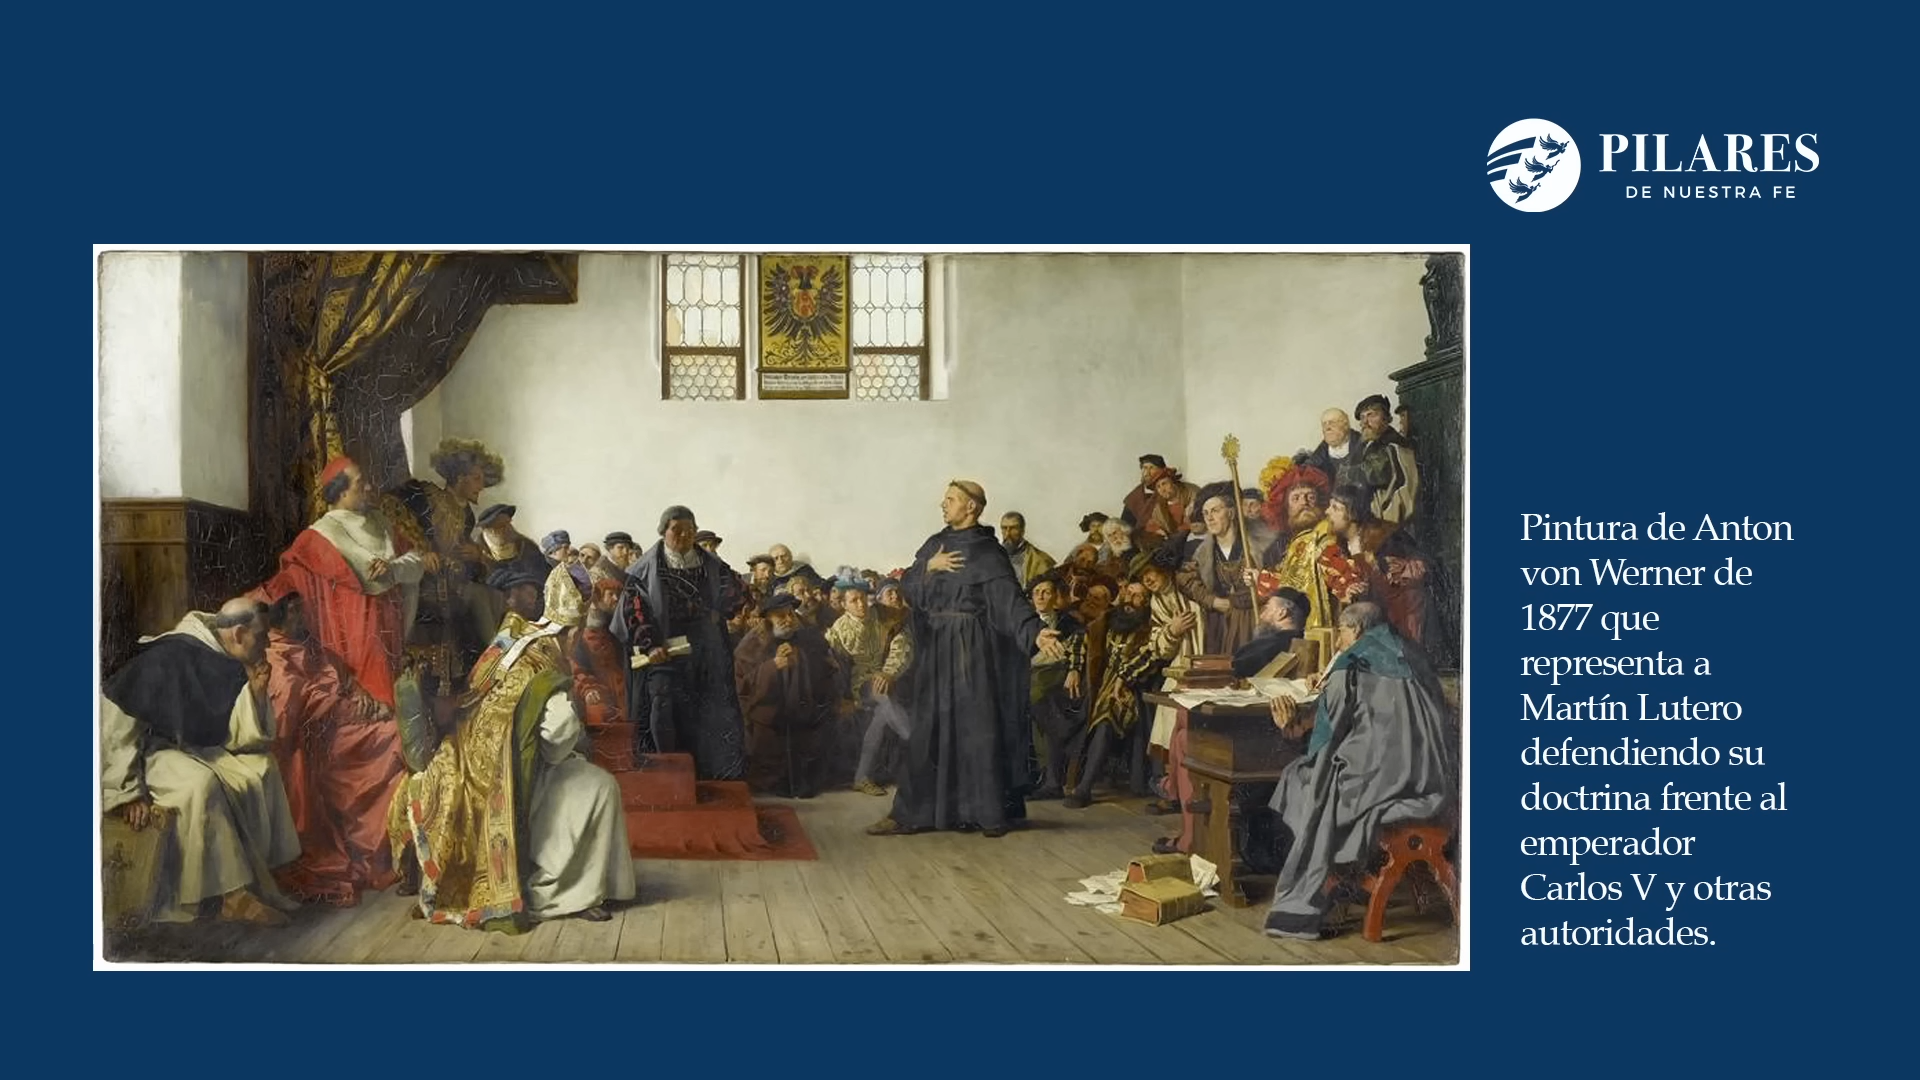 PILARES
DE NUESTRA FE
Pintura de Anton
von Werner de
1877 que
representa a
Martín Lutero
defendiendo su
doctrina frente al
emperador
Carlos V y otras
autoridades.